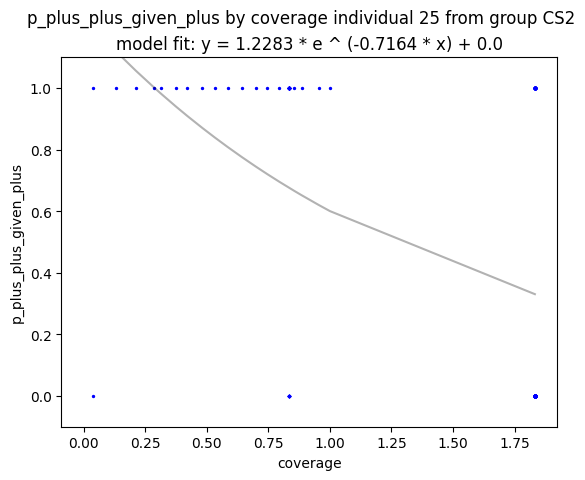 p_plus_plus_given_plus by coverage individual 25 from group CS2
model fit: y = 1.2283 * e ^ (-0.7164 * x) + 0.0
1.0
0.8
0.6
0.4
0.2
0.0
p_plus_plus_given_plus
0.00 0.25 0.50 0.75 1.00 1.25 1.50 1.75
coverage